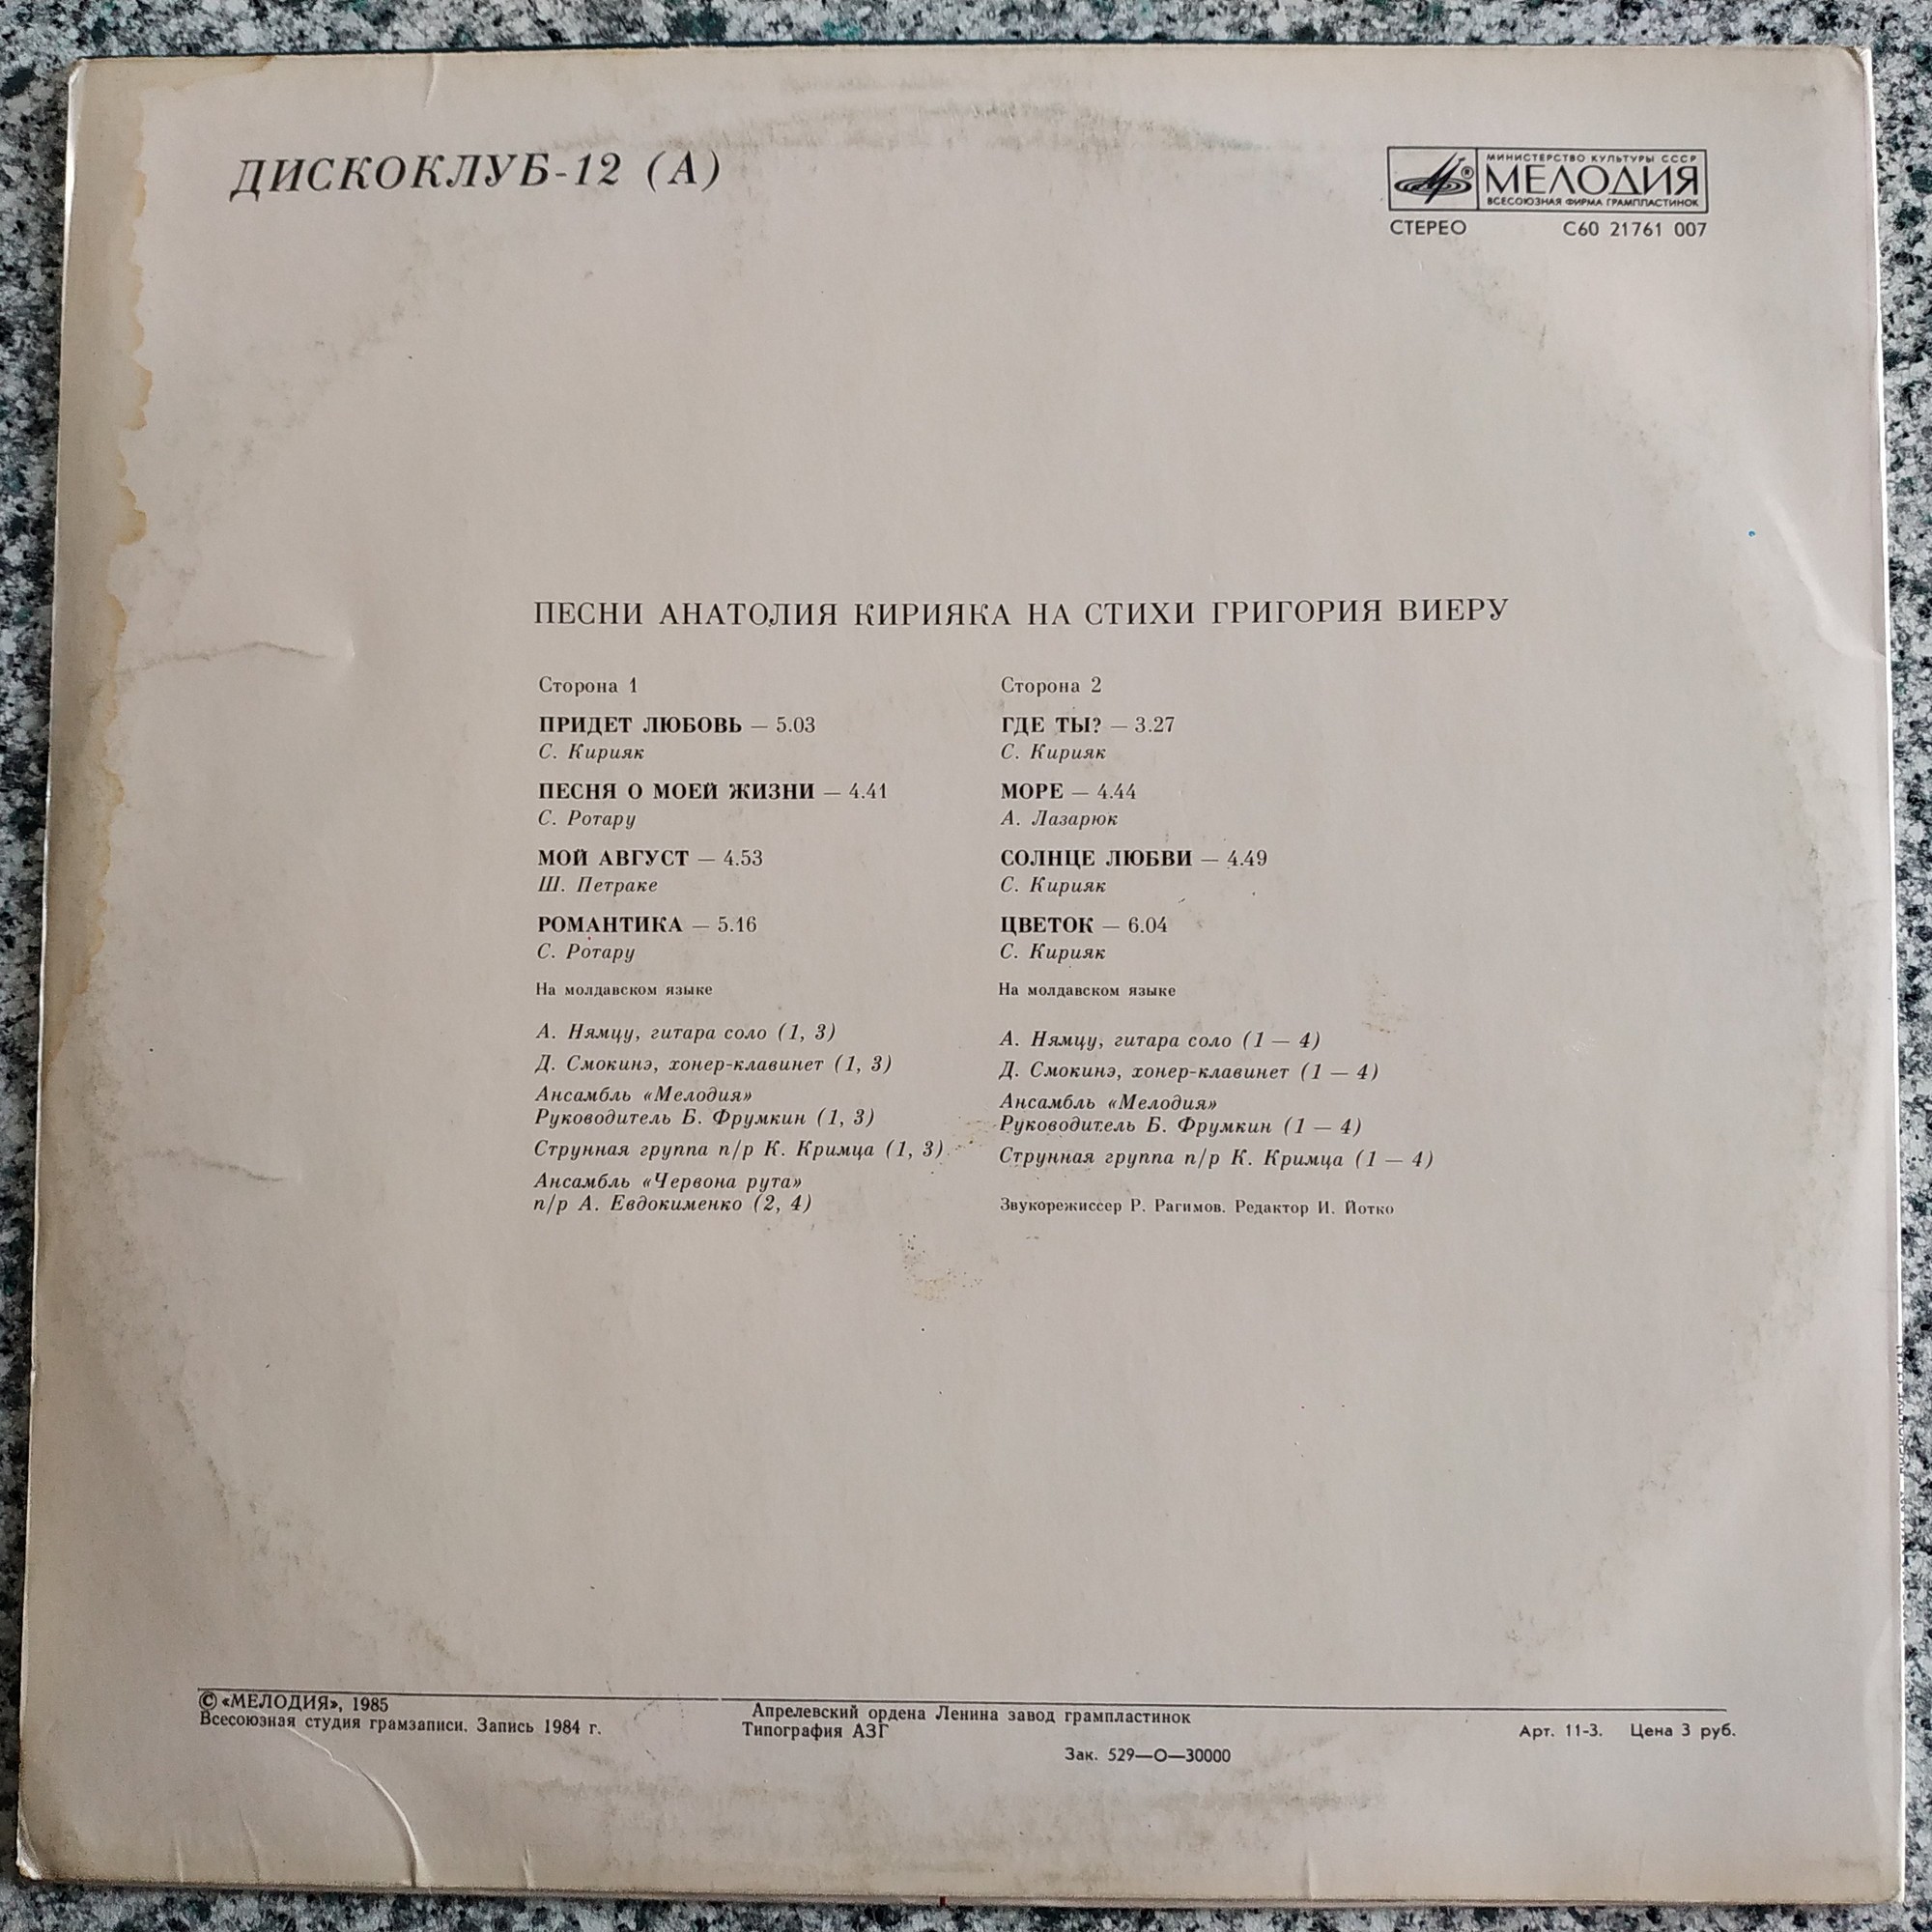 ДИСКОКЛУБ-12 (А)
МИНИСТЕРСТВО КУЛЬТУРЫ СССР
МЕЛОДИЯ
ВСЕСОЮЗНАЯ ФИРМА ГРАМПЛАСТИНОК
СТЕРЕО С60 21761 007
ПЕСНИ АНАТОЛИЯ КИРИЯКА НА СТИХИ ГРИГОРИЯ ВИЕРУ
Сторона 1
ПРИДЕТ ЛЮБОВЬ — 5.03
С. Кирияк
ПЕСНЯ О МОЕЙ ЖИЗНИ — 4.41
С. Ротару
МОЙ АВГУСТ — 4.53
Ш. Петраке
РОМАНТИКА — 5.16
С. Ротару
На молдавском языке
А. Нямцу, гитара соло (1, 3)
Д. Смокинэ, хонер-клавинет (1, 3)
Ансамбль «Мелодия»
Руководитель Б. Фрумкин (1, 3)
Струнная группа п/р К. Кримца (1, 3)
Ансамбль «Червона рута»
п/р А. Евдокименко (2, 4)
Сторона 2
ГДЕ ТЫ? — 3.27
С. Кирияк
МОРЕ — 4.44
А. Лазарюк
СОЛНЦЕ ЛЮБВИ — 4.49
С. Кирияк
ЦВЕТОК — 6.04
С. Кирияк
На молдавском языке
А. Нямцу, гитара соло (1 — 4)
Д. Смокинэ, хонер-клавинет (1 — 4)
Ансамбль «Мелодия»
Руководитель Б. Фрумкин (1 — 4)
Струнная группа п/р К. Кримца (1 — 4)
Звукорежиссер Р. Рагимов. Редактор И. Йотко
© «МЕЛОДИЯ», 1985
Всесоюзная студия грамзаписи. Запись 1984 г.
Апрелевский ордена Ленина завод грампластинок
Типография АЗГ
Зак. 529—О—30000
Арт. 11-3. Цена 3 руб.